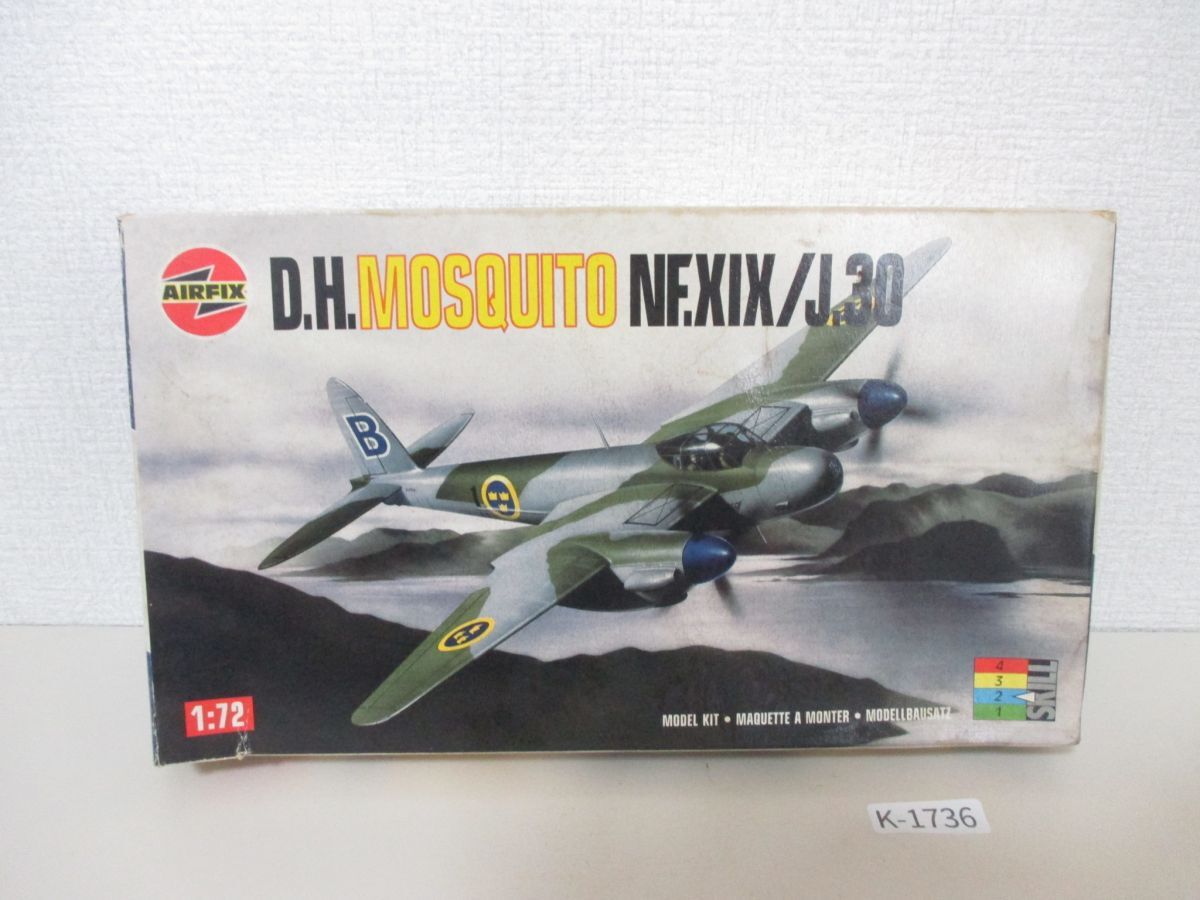 AIRFIX
D.H.MOSQUITO NF.XIX/J.30
B
1:72
MODEL KIT • MAQUETTE A MONTER • MODELLBAUSATZ
4
3
2
1
SKILL
K-1736